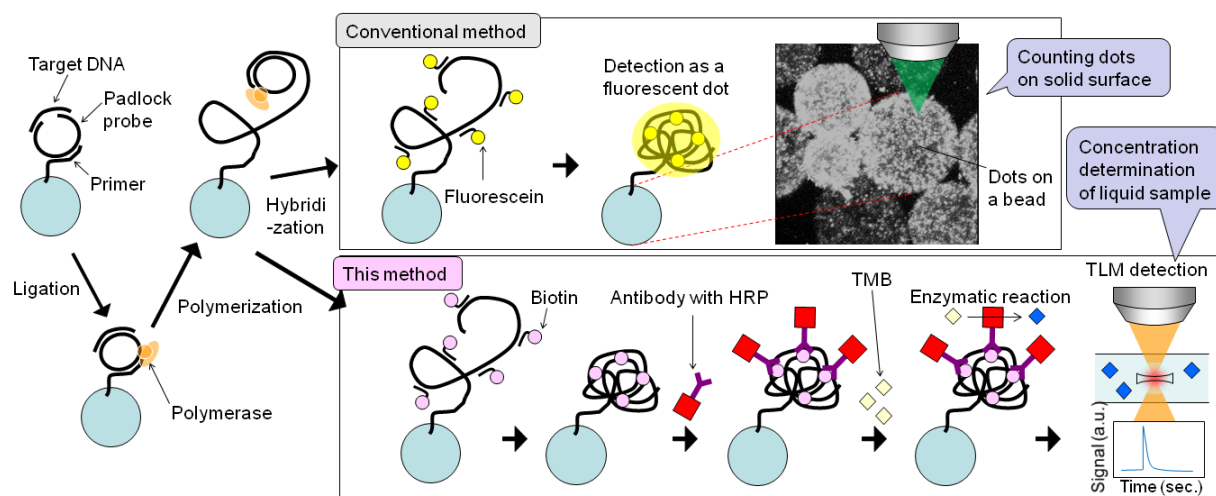 Target DNA
Padlock
probe
Primer
Ligation
Polymerase
Polymerization
Hybridi
-zation
Conventional method
Fluorescein
Detection as a
fluorescent dot
Dots on
a bead
Counting dots
on solid surface
Concentration
determination
of liquid sample
This method
Biotin
Antibody with HRP
TMB
Enzymatic reaction
TLM detection
Signal (a.u.)
Time (sec.)